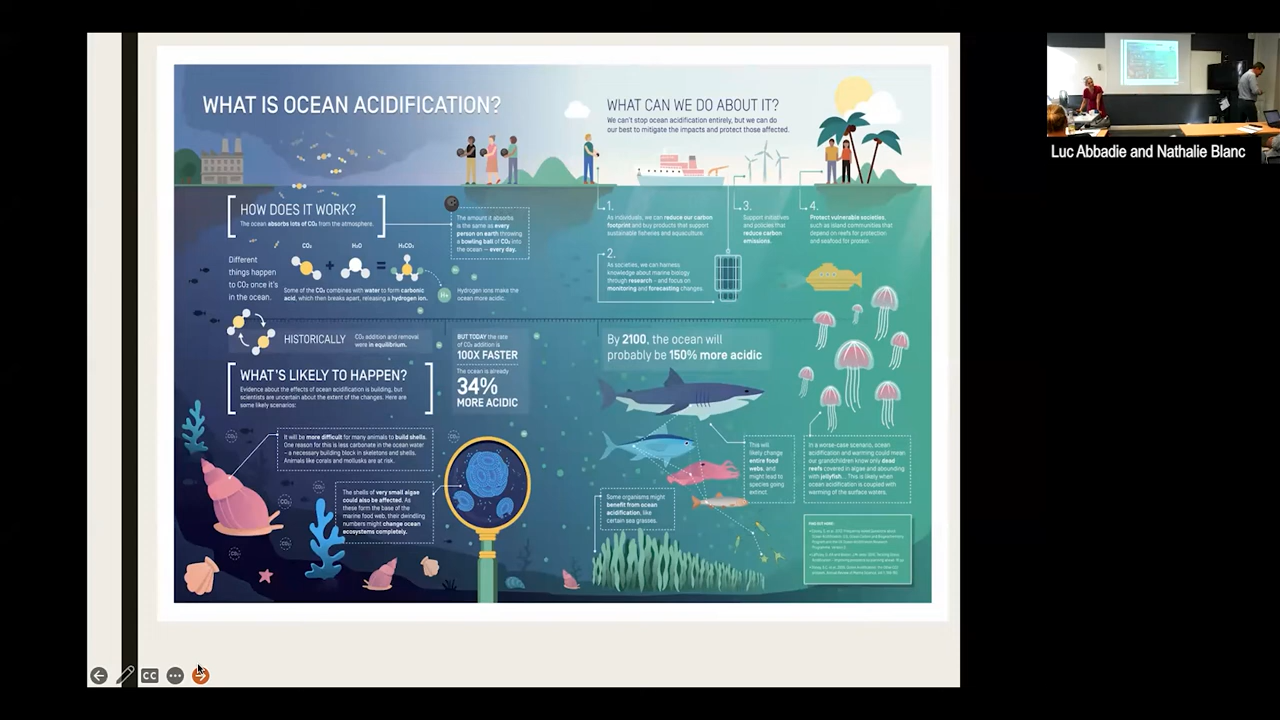 WHAT IS OCEAN ACIDIFICATION?
HOW DOES IT WORK?
The ocean absorbs lots of CO₂ from the atmosphere.
The amount it absorbs
is the same as every
person on earth throwing
a bowling ball of CO₂ into
the ocean – every day.
Different
things happen
to CO₂ once it's
in the ocean.
CO₂
H₂O
H₂CO₃
+
=
Some of the CO₂ combines with water to form carbonic
acid, which then breaks apart, releasing a hydrogen ion.
H+
Hydrogen ions make the
ocean more acidic.
HISTORICALLY
CO₂ addition and removal
were in equilibrium.
BUT TODAY the rate
of CO₂ addition is
100X FASTER
The ocean is already
34%
MORE ACIDIC
WHAT'S LIKELY TO HAPPEN?
Evidence about the effects of ocean acidification is building, but
scientists are uncertain about the extent of the changes. Here are
some likely scenarios:
It will be more difficult for many animals to build shells.
One reason for this is less carbonate in the ocean water
– a necessary building block in skeletons and shells.
Animals like corals and mollusks are at risk.
The shells of very small algae
could also be affected. As
these form the base of the
marine food web, their dwindling
numbers might change ocean
ecosystems completely.
CO₂
CO₂
CO₂
CO₂
CO₂
CO₂
WHAT CAN WE DO ABOUT IT?
We can't stop ocean acidification entirely, but we can do
our best to mitigate the impacts and protect those affected.
1.
As individuals, we can reduce our carbon
footprint and buy products that support
sustainable fisheries and aquaculture.
2.
As societies, we can harness
knowledge about marine biology
through research – and focus on
monitoring and forecasting changes.
3.
Support initiatives
and policies that
reduce carbon
emissions.
4.
Protect vulnerable societies,
such as island communities that
depend on reefs for protection
and seafood for protein.
By 2100, the ocean will
probably be 150% more acidic
This will
likely change
entire food
webs, and
might lead to
species going
extinct.
Some organisms might
benefit from ocean
acidification, like
certain sea grasses.
In a worse-case scenario, ocean
acidification and warming could mean
our grandchildren know only dead
reefs covered in algae and abounding
with jellyfish... This is likely when
ocean acidification is coupled with
warming of the surface waters.
FIND OUT MORE:
CC
Luc Abbadie and Nathalie Blanc